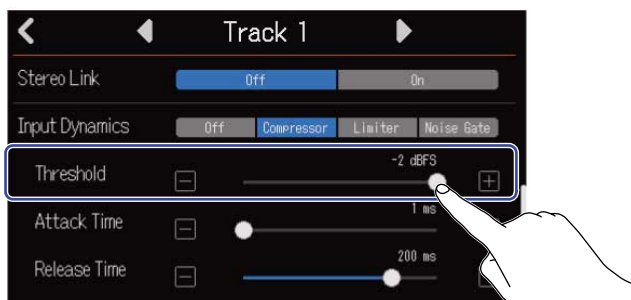 Track 1
Stereo Link Off On
Input Dynamics Off Compressor Limiter Noise Gate
-2 dBFS
Threshold
1 ms
Attack Time
200 ms
Release Time